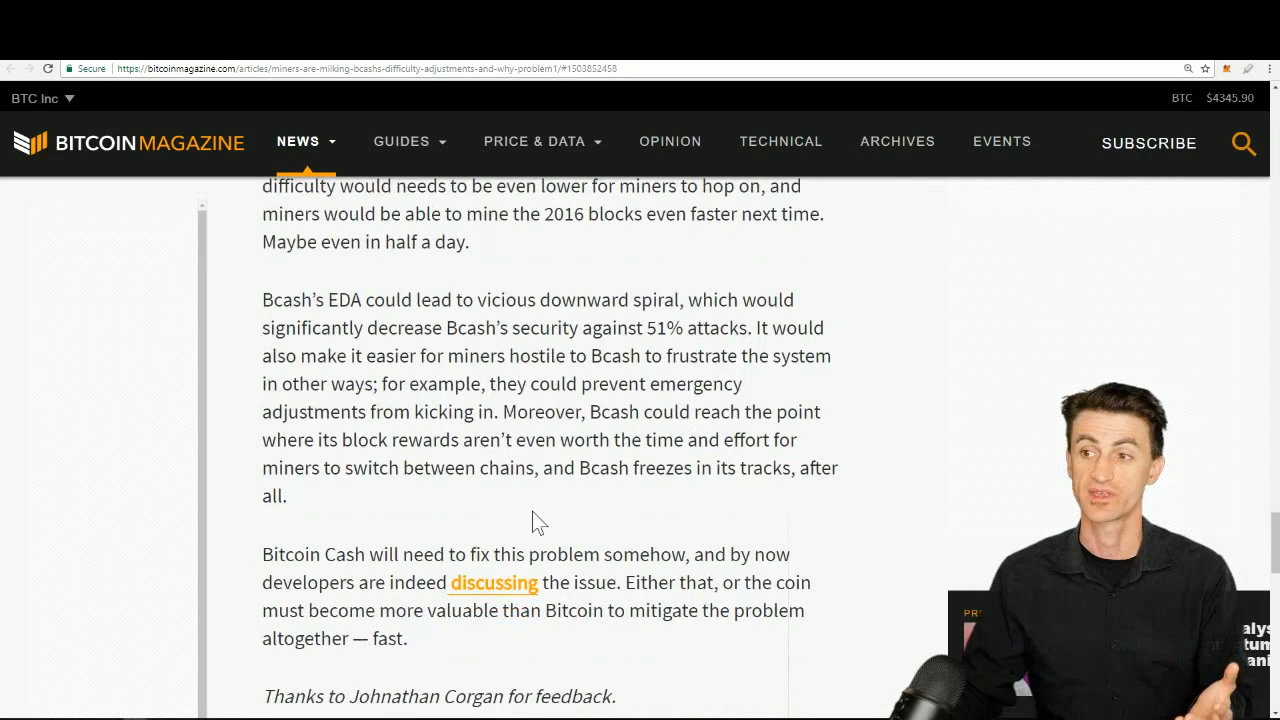 Secure
https://bitcoinmagazine.com/articles/miners-are-milking-bcashs-difficulty-adjustments-and-why-problem1/#1503852458
BTC Inc
BTC $4345.90
BITCOINMAGAZINE
NEWS
GUIDES
PRICE & DATA
OPINION
TECHNICAL
ARCHIVES
EVENTS
SUBSCRIBE
difficulty would needs to be even lower for miners to hop on, and
miners would be able to mine the 2016 blocks even faster next time.
Maybe even in half a day.
Bcash’s EDA could lead to vicious downward spiral, which would
significantly decrease Bcash’s security against 51% attacks. It would
also make it easier for miners hostile to Bcash to frustrate the system
in other ways; for example, they could prevent emergency
adjustments from kicking in. Moreover, Bcash could reach the point
where its block rewards aren’t even worth the time and effort for
miners to switch between chains, and Bcash freezes in its tracks, after
all.
Bitcoin Cash will need to fix this problem somehow, and by now
developers are indeed discussing the issue. Either that, or the coin
must become more valuable than Bitcoin to mitigate the problem
altogether — fast.
Thanks to Johnathan Corgan for feedback.